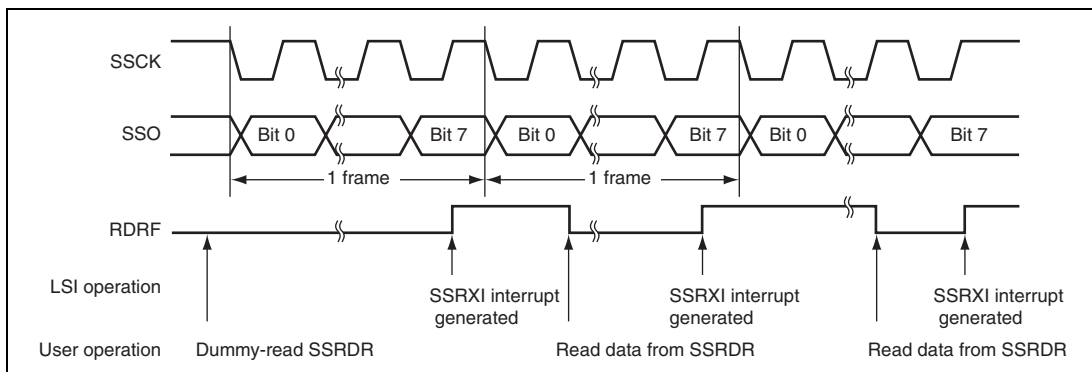 SSCK
SSO
Bit 0
Bit 7
Bit 0
Bit 7
Bit 0
Bit 7
1 frame
1 frame
RDRF
LSI operation
SSRXI interrupt
generated
SSRXI interrupt
generated
SSRXI interrupt
generated
User operation
Dummy-read SSRDR
Read data from SSRDR
Read data from SSRDR